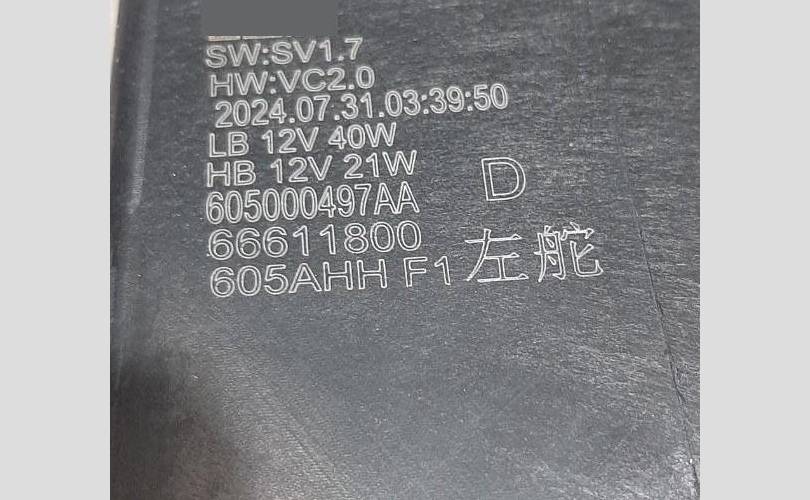 SW:SV1.7
HW:VC2.0
2024.07.31.03:39:50
LB 12V 40W
HB 12V 21W
D
605000497AA
66611800
605AHH F1 左舵